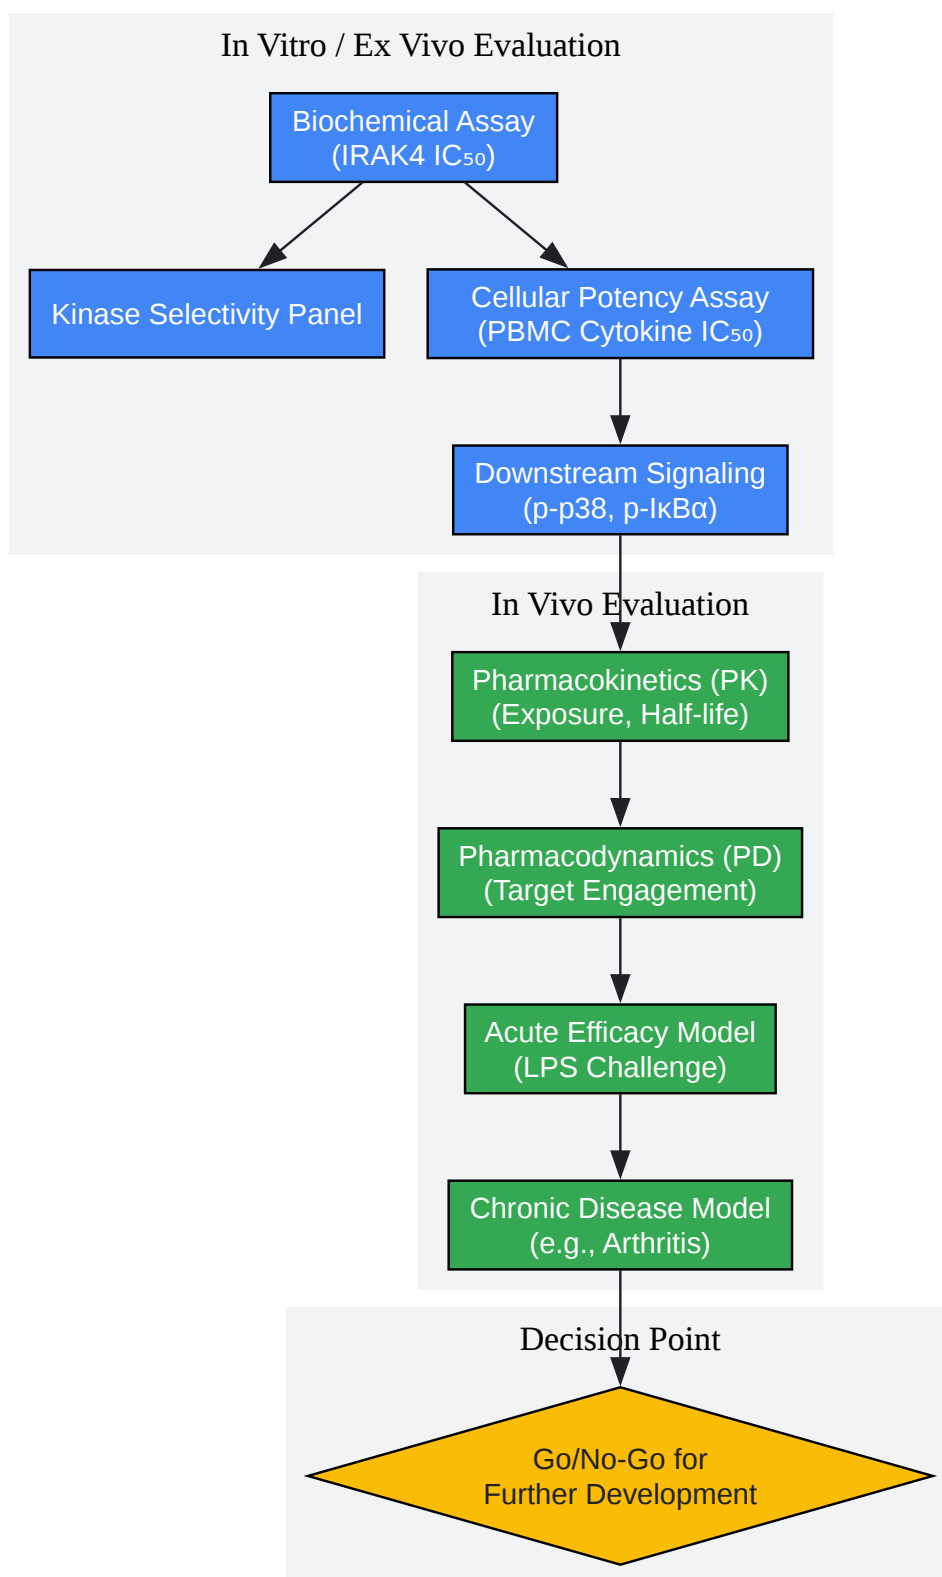 In Vitro / Ex Vivo Evaluation
Biochemical Assay
(IRAK4 IC₅₀)
Kinase Selectivity Panel
Cellular Potency Assay
(PBMC Cytokine IC₅₀)
Downstream Signaling
(p-p38, p-IκBα)
In Vivo Evaluation
Pharmacokinetics (PK)
(Exposure, Half-life)
Pharmacodynamics (PD)
(Target Engagement)
Acute Efficacy Model
(LPS Challenge)
Chronic Disease Model
(e.g., Arthritis)
Decision Point
Go/No-Go for
Further Development